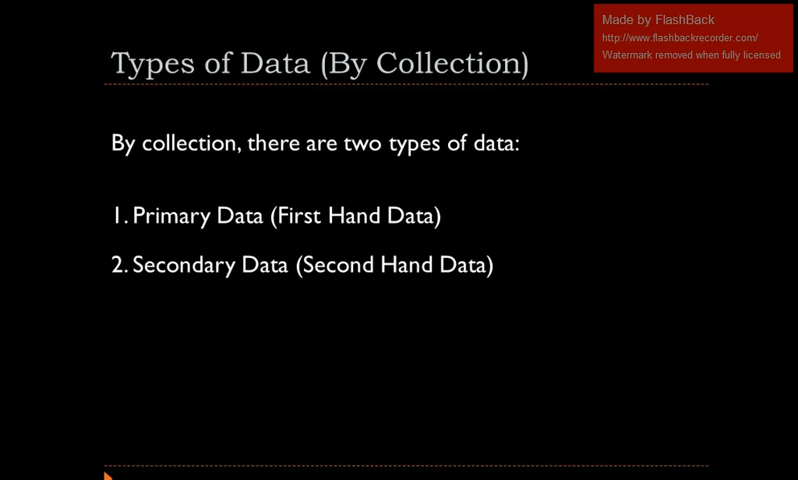 Made by FlashBack
http://www.flashbackrecorder.com/
Watermark removed when fully licensed
Types of Data (By Collection)
By collection, there are two types of data:
1. Primary Data (First Hand Data)
2. Secondary Data (Second Hand Data)